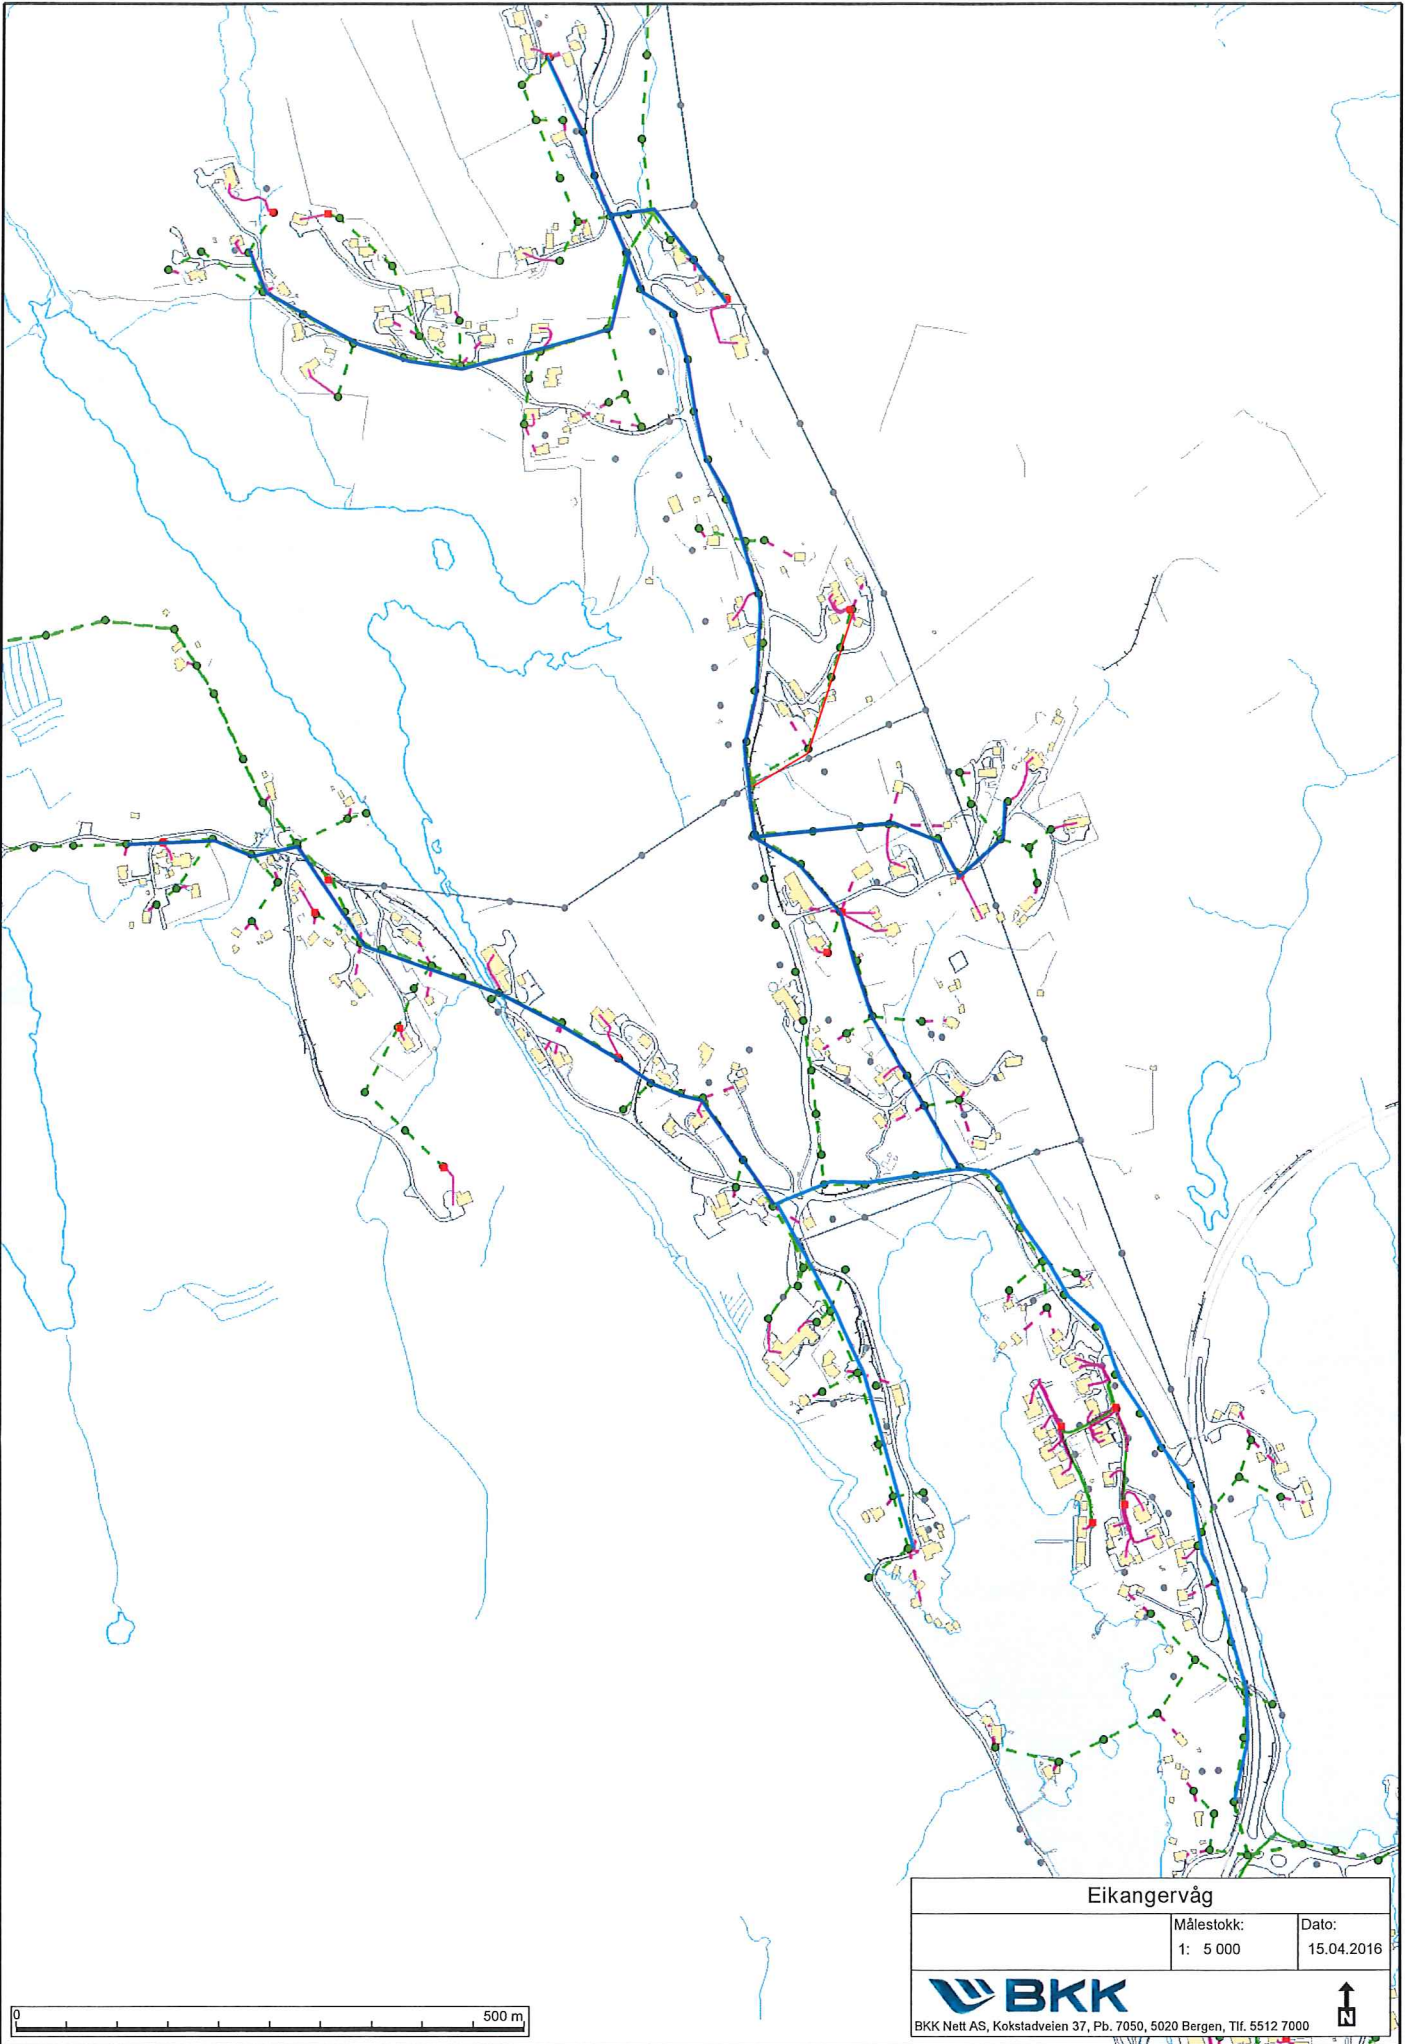 Eikangervåg
Målestokk:
1: 5 000
Dato:
15.04.2016
BKK
N
BKK Nett AS, Kokstadveien 37, Pb. 7050, 5020 Bergen, Tlf. 5512 7000
0
500 m